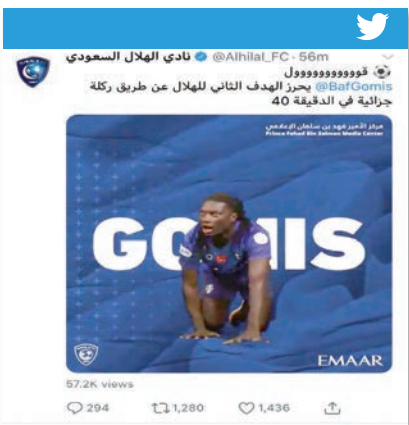 نادي الهلال السعودي @Alhilal_FC · 56m
⚽ قوووووووووول
@BafGomis يحرز الهدف الثاني للهلال عن طريق ركلة
جزائية في الدقيقة 40
مركز الأمير فهد بن سلمان الإعلامي
Prince Fahad Bin Salman Media Center
GOMIS
EMAAR
57.2K views
294 1,280 1,436